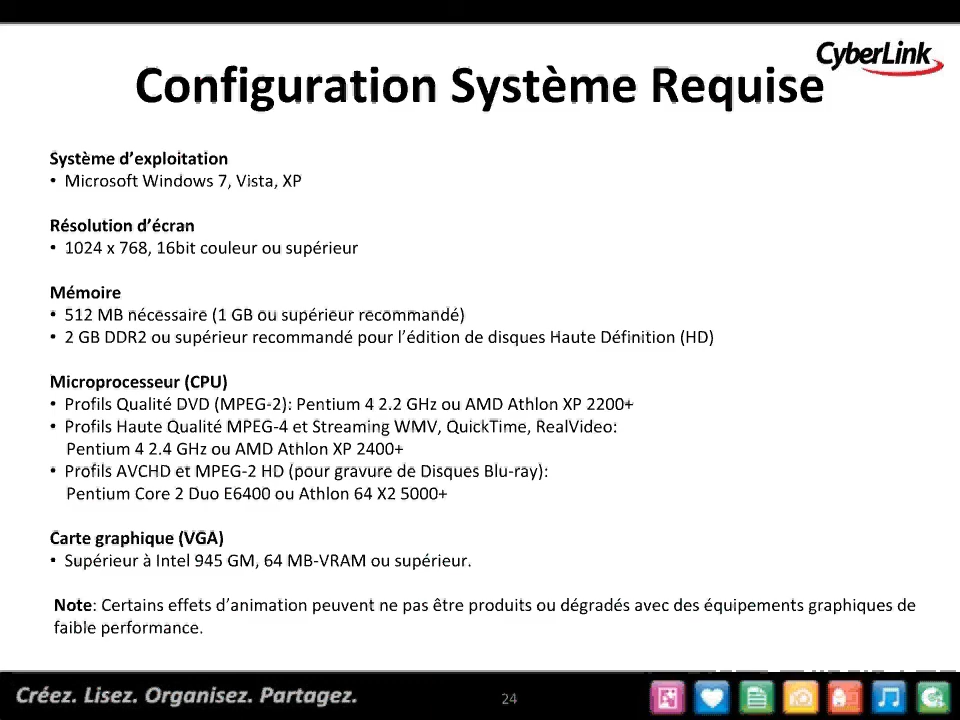 CyberLink
Configuration Système Requise
Système d’exploitation
• Microsoft Windows 7, Vista, XP
Résolution d’écran
• 1024 x 768, 16bit couleur ou supérieur
Mémoire
• 512 MB nécessaire (1 GB ou supérieur recommandé)
• 2 GB DDR2 ou supérieur recommandé pour l’édition de disques Haute Définition (HD)
Microprocesseur (CPU)
• Profils Qualité DVD (MPEG-2): Pentium 4 2.2 GHz ou AMD Athlon XP 2200+
• Profils Haute Qualité MPEG-4 et Streaming WMV, QuickTime, RealVideo:
Pentium 4 2.4 GHz ou AMD Athlon XP 2400+
• Profils AVCHD et MPEG-2 HD (pour gravure de Disques Blu-ray):
Pentium Core 2 Duo E6400 ou Athlon 64 X2 5000+
Carte graphique (VGA)
• Supérieur à Intel 945 GM, 64 MB-VRAM ou supérieur.
Note: Certains effets d’animation peuvent ne pas être produits ou dégradés avec des équipements graphiques de
faible performance.
Créez. Lisez. Organisez. Partagez.
24